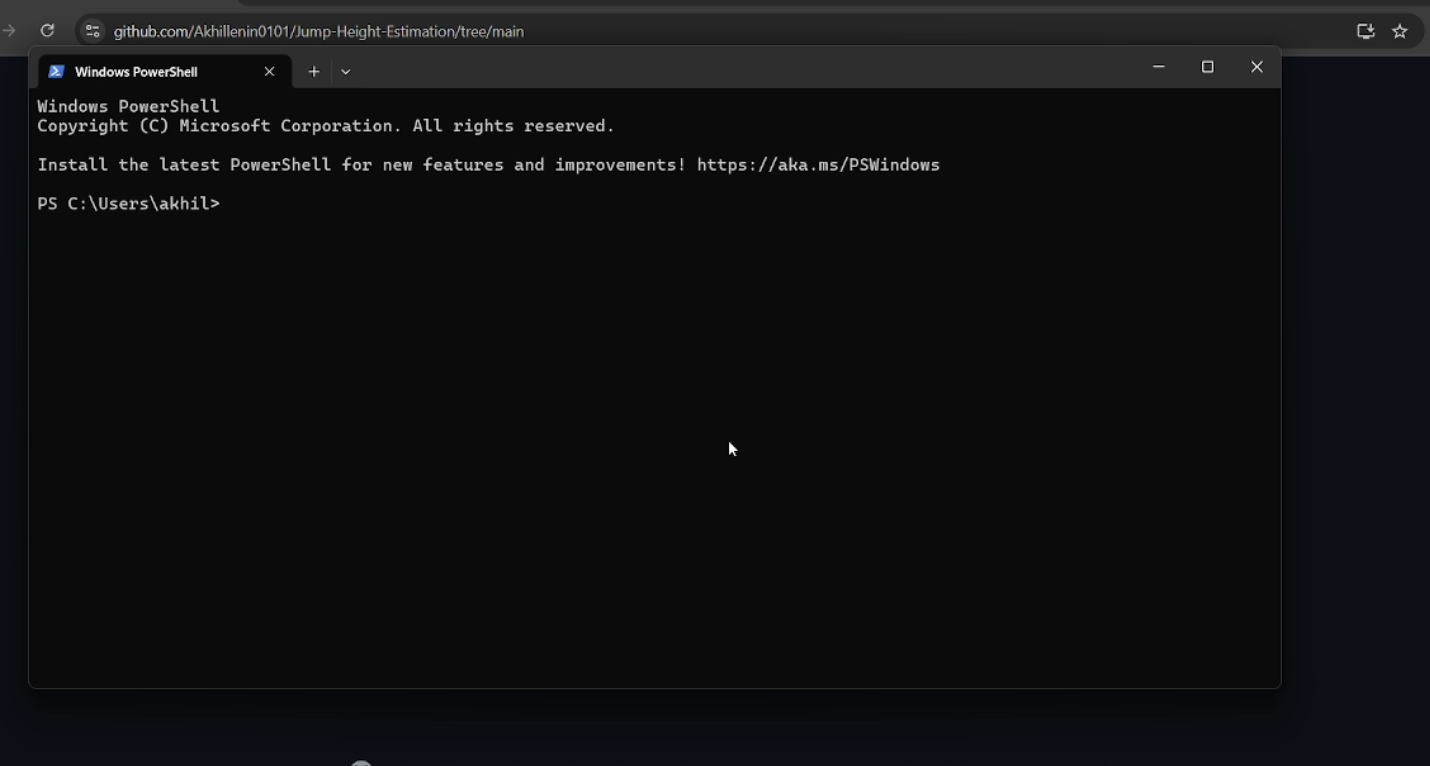 github.com/Akhillenin0101/Jump-Height-Estimation/tree/main
Windows PowerShell
Windows PowerShell
Copyright (C) Microsoft Corporation. All rights reserved.
Install the latest PowerShell for new features and improvements! https://aka.ms/PSWindows
PS C:\Users\akhil>